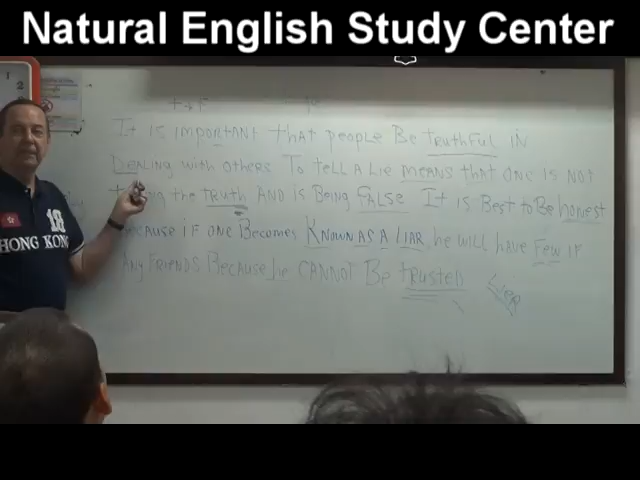 Natural English Study Center
It is important that people Be truthful in
Dealing with others To tell A Lie means that one is not
the truth AND is Being FALSE It is Best to Be honest
Because if one Becomes Known AS A LIAR he will have Few if
Any Friends Because he CANNOT Be trusted
18
HONG KONG